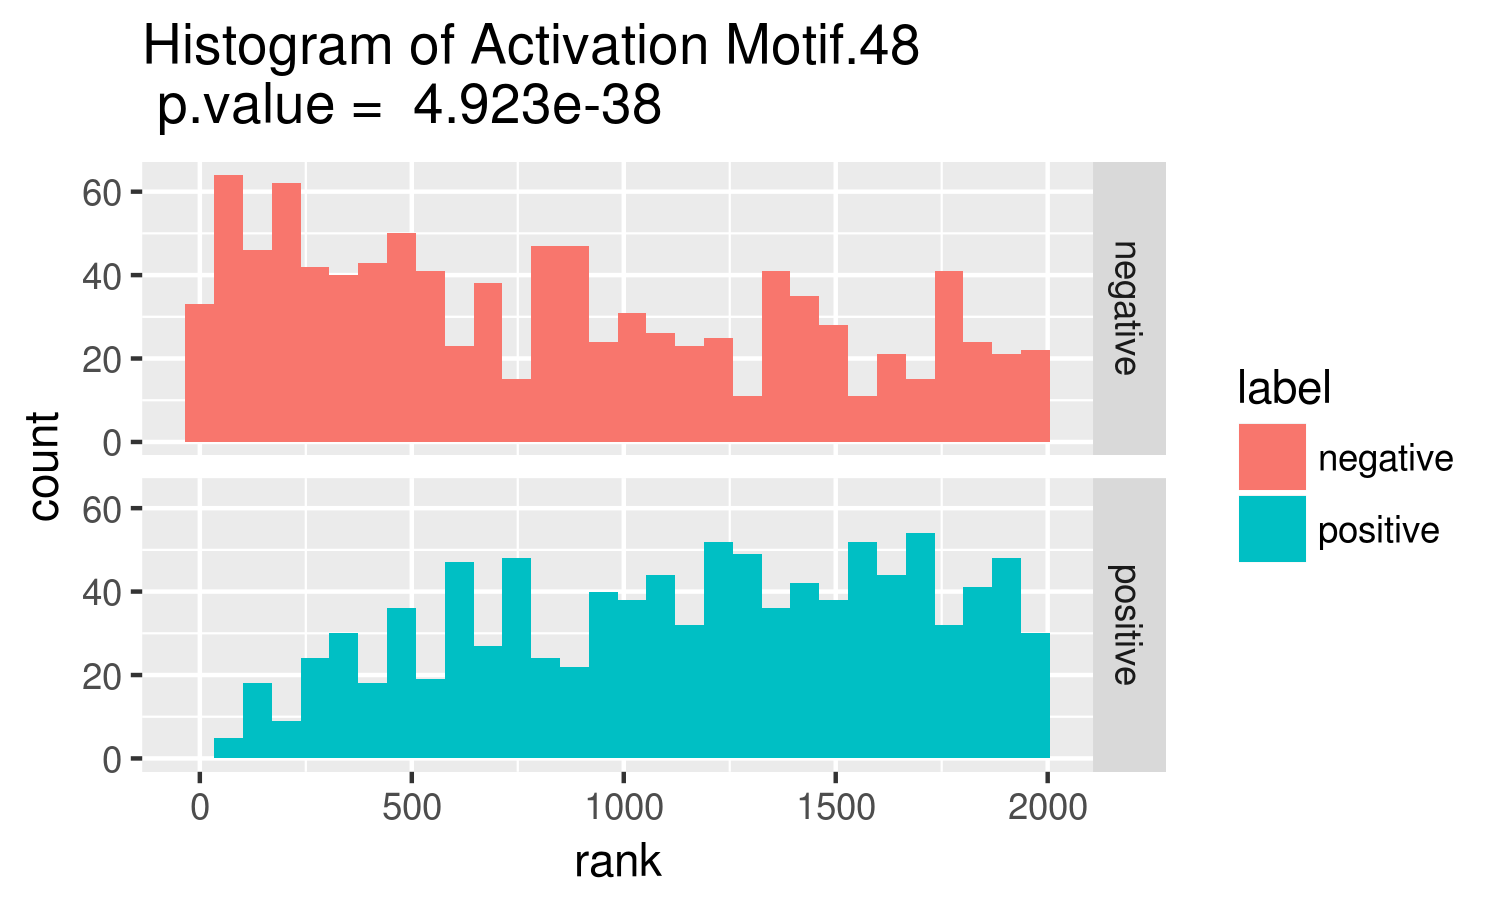 Histogram of Activation Motif.48
p.value = 4.923e-38
count
60
40
20
0
negative
60
40
20
0
positive
0 500 1000 1500 2000
rank
label
negative
positive